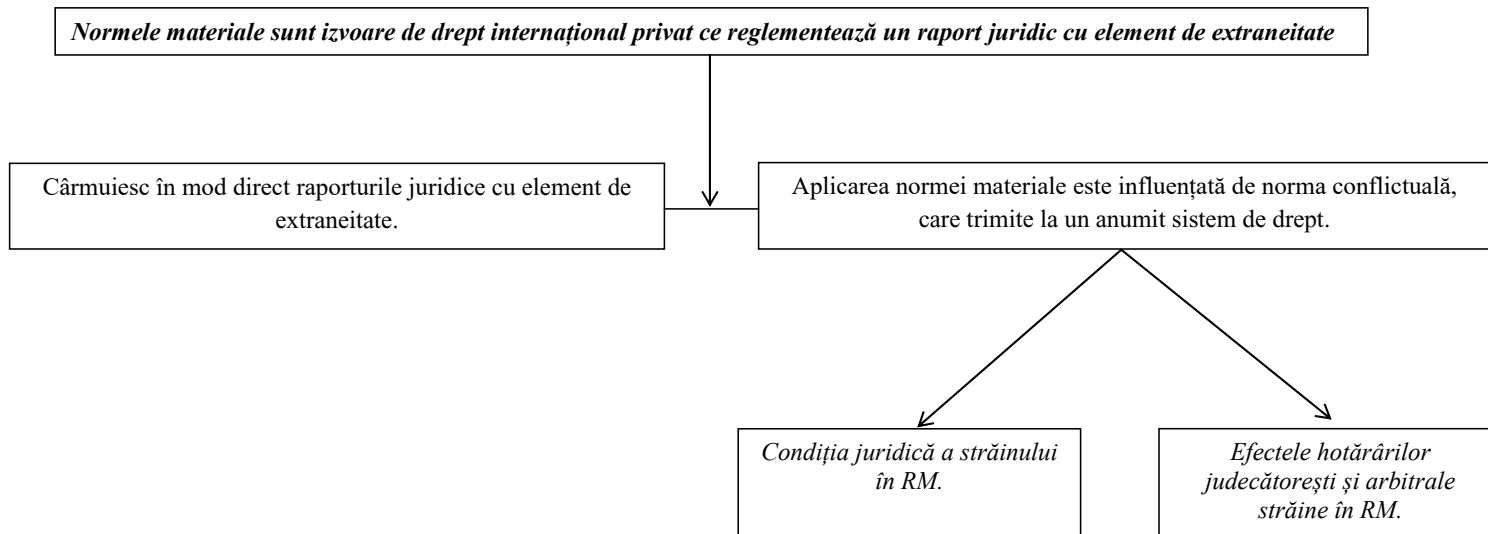 Normele materiale sunt izvoare de drept internațional privat ce reglementează un raport juridic cu element de extraneitate
Cârmuiesc în mod direct raporturile juridice cu element de
extraneitate.
Aplicarea normei materiale este influențată de norma conflictuală,
care trimite la un anumit sistem de drept.
Condiția juridică a străinului
în RM.
Efectele hotărârilor
judecătorești și arbitrale
străine în RM.